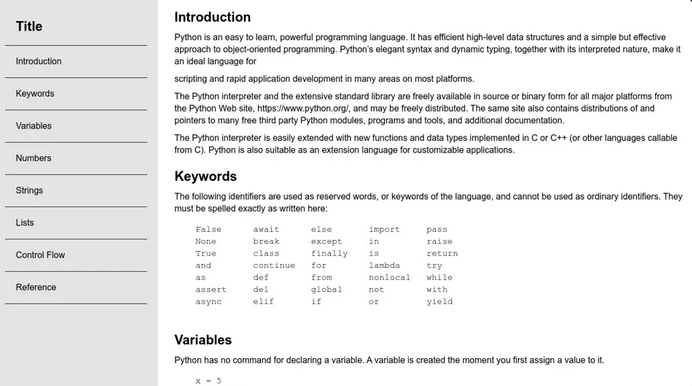 Title
Introduction
Keywords
Variables
Numbers
Strings
Lists
Control Flow
Reference
Introduction
Python is an easy to learn, powerful programming language. It has efficient high-level data structures and a simple but effective
approach to object-oriented programming. Python's elegant syntax and dynamic typing, together with its interpreted nature, make it
an ideal language for
scripting and rapid application development in many areas on most platforms.
The Python interpreter and the extensive standard library are freely available in source or binary form for all major platforms from
the Python Web site, https://www.python.org/, and may be freely distributed. The same site also contains distributions of and
pointers to many free third party Python modules, programs and tools, and additional documentation.
The Python interpreter is easily extended with new functions and data types implemented in C or C++ (or other languages callable
from C). Python is also suitable as an extension language for customizable applications.
Keywords
The following identifiers are used as reserved words, or keywords of the language, and cannot be used as ordinary identifiers. They
must be spelled exactly as written here:
False await else import pass
None break except in raise
True class finally is return
and continue for lambda try
as def from nonlocal while
assert del global not with
async elif if or yield
Variables
Python has no command for declaring a variable. A variable is created the moment you first assign a value to it.
x = 5